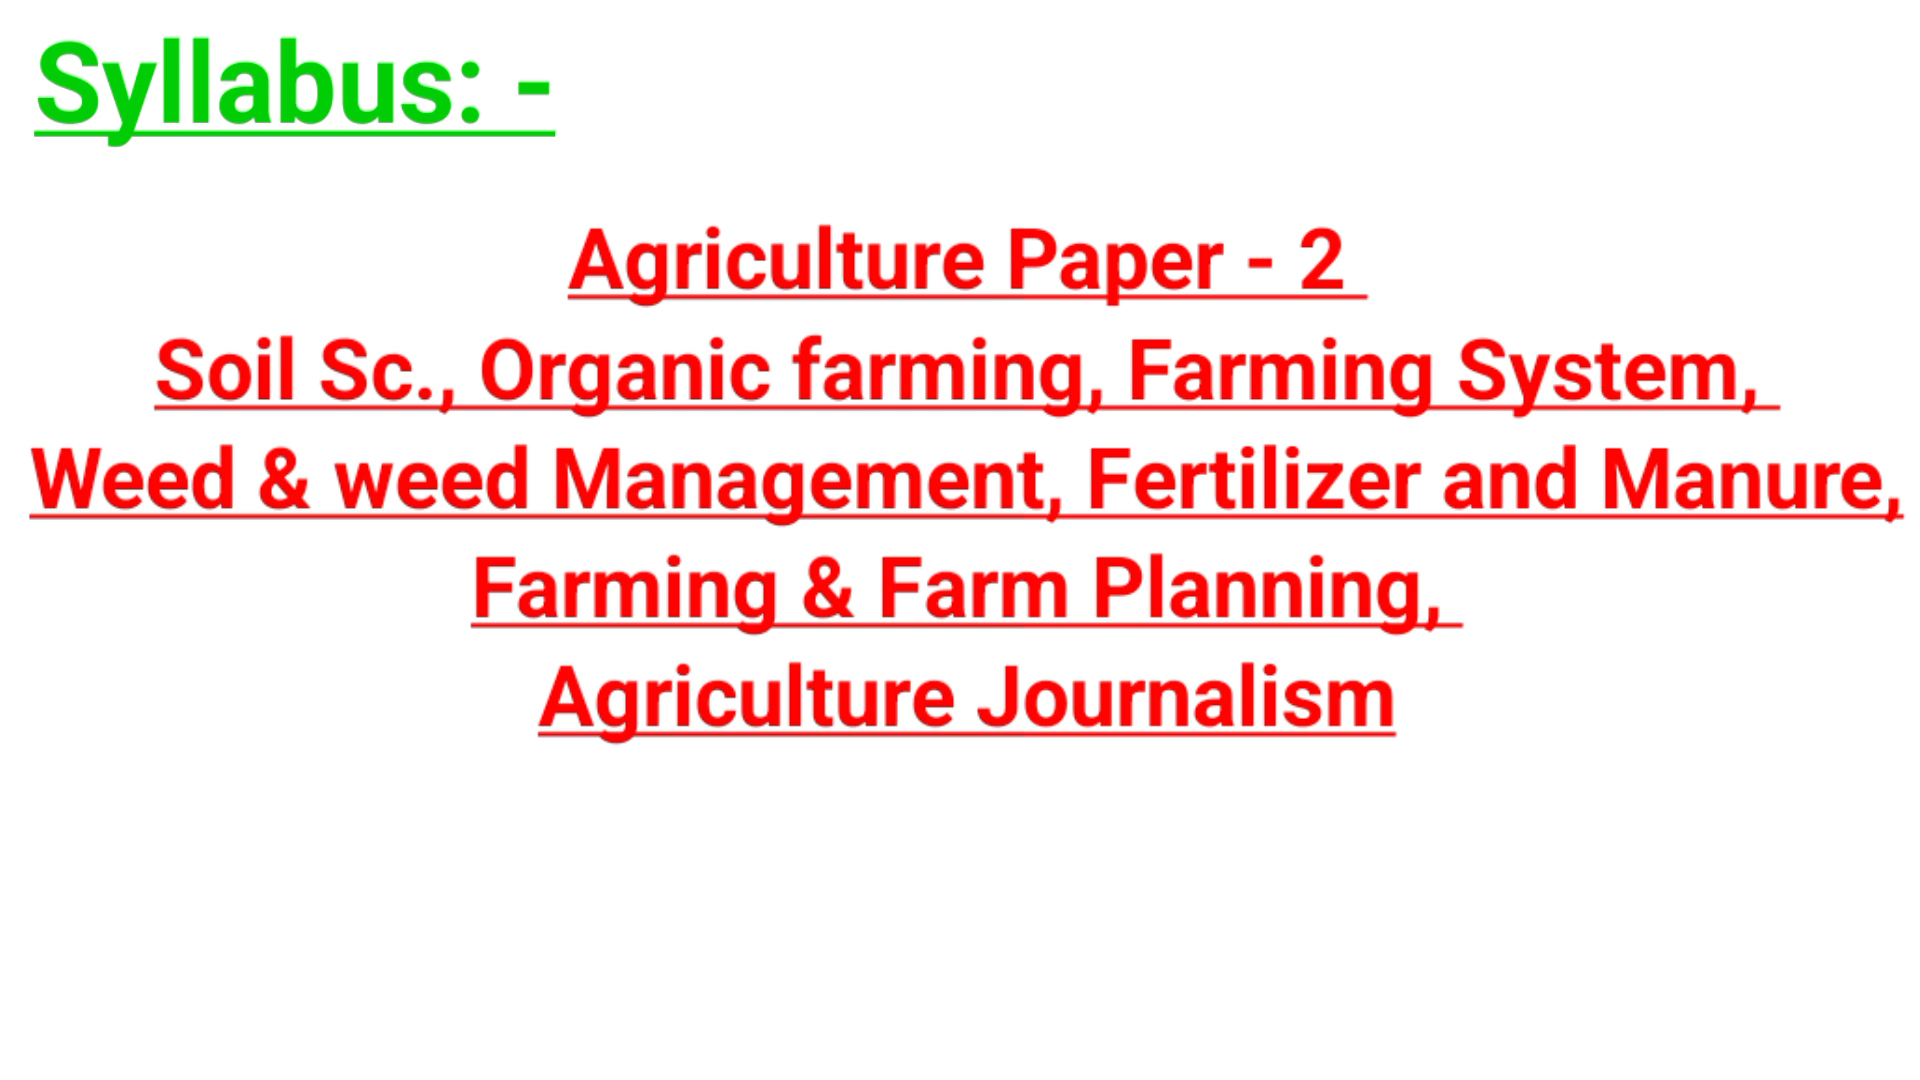 Syllabus: -
Agriculture Paper - 2
Soil Sc., Organic farming, Farming System,
Weed & weed Management, Fertilizer and Manure,
Farming & Farm Planning,
Agriculture Journalism